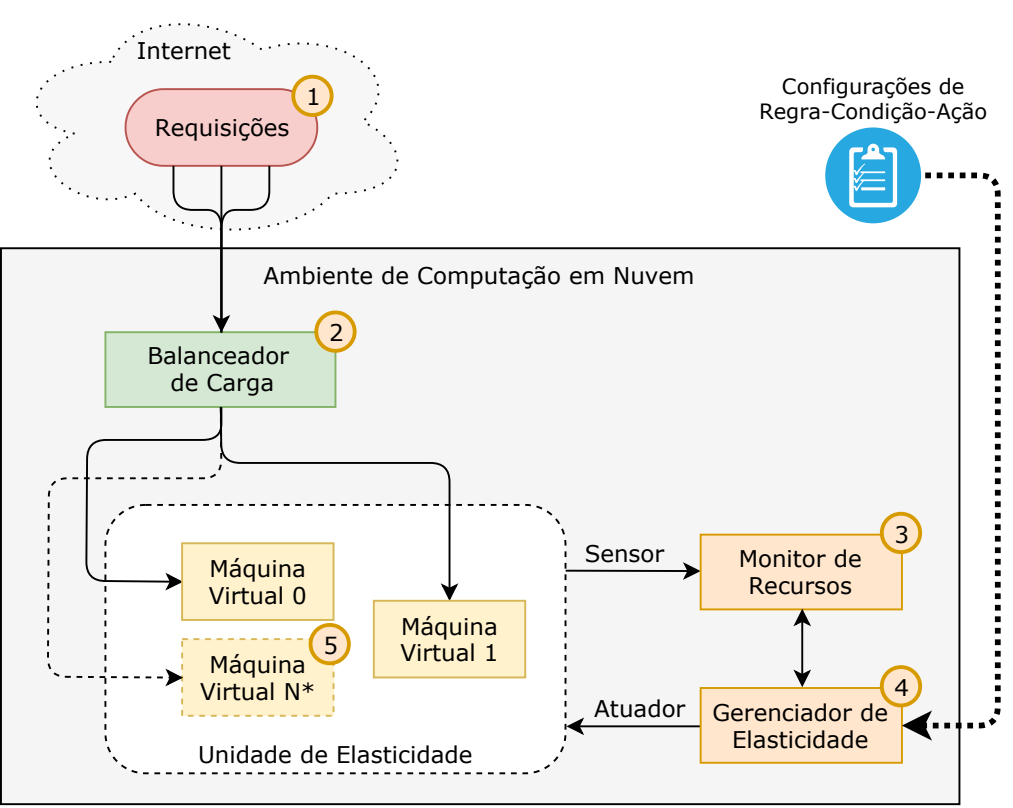 Internet
1
Requisições
Configurações de
Regra-Condição-Ação
Ambiente de Computação em Nuvem
2
Balanceador
de Carga
Máquina
Virtual 0
5
Máquina
Virtual N*
Máquina
Virtual 1
Unidade de Elasticidade
Sensor
3
Monitor de
Recursos
Atuador
4
Gerenciador de
Elasticidade